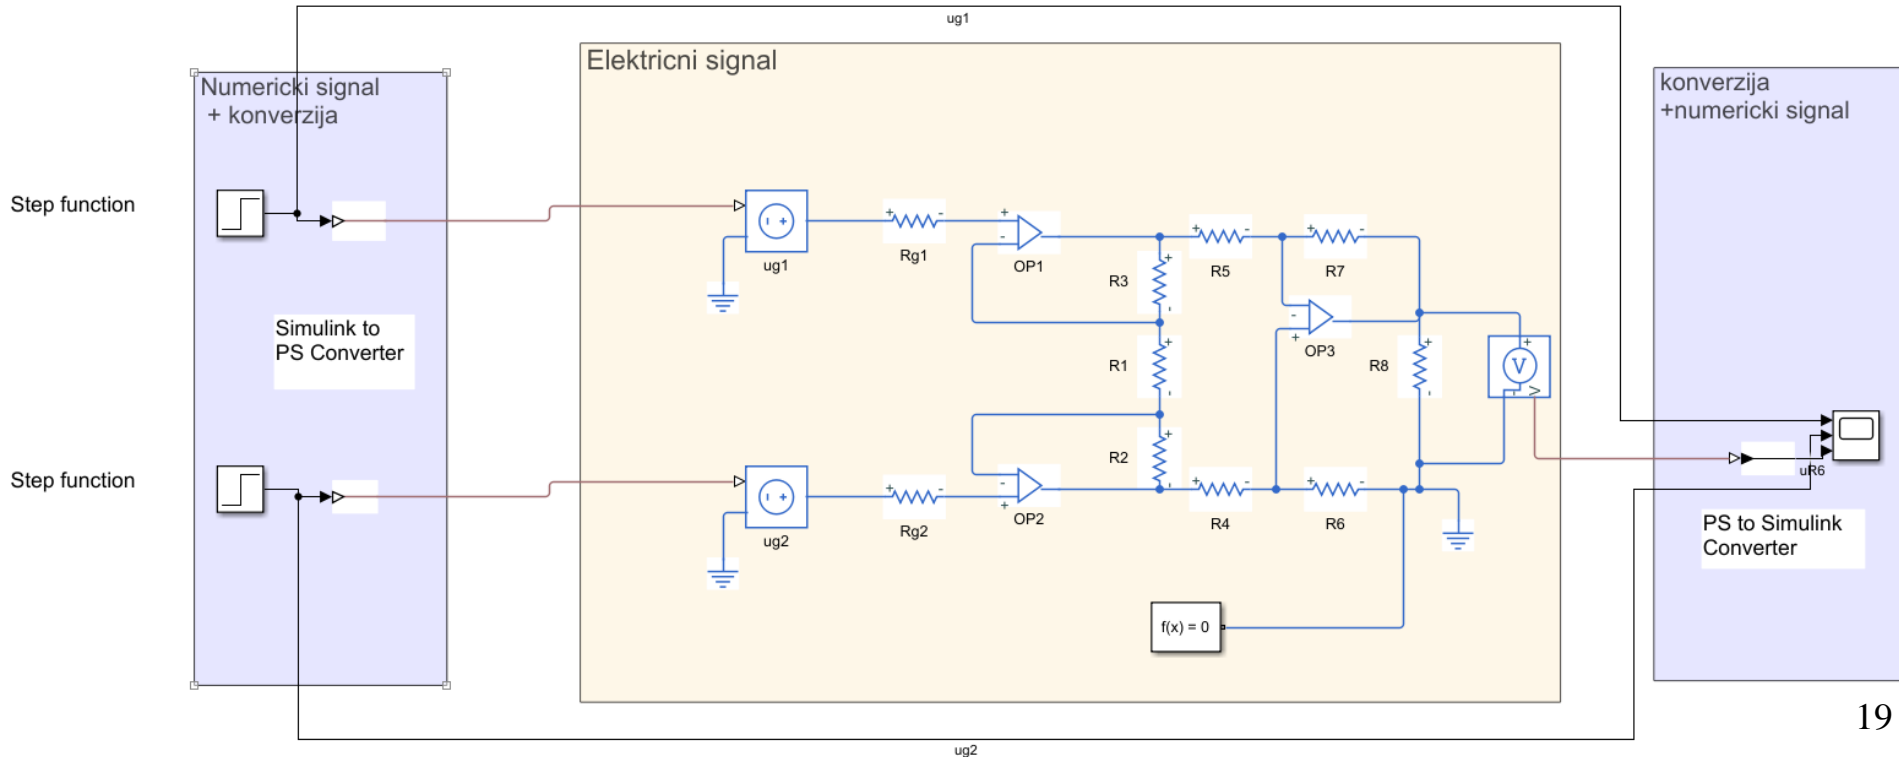 ug1
Elektricni signal
Numericki signal
+ konverzija
konverzija
+numericki signal
Step function
ug1
Rg1
+
-
+
-
OP1
+
-
R5
+
-
R7
R3
+
-
-
+
OP3
Simulink to
PS Converter
R1
+
-
R8
+
-
+
V
-
V
R2
+
-
Step function
ug2
+
-
Rg2
-
+
OP2
+
-
R4
+
-
R6
uR6
PS to Simulink
Converter
f(x) = 0
19
ug2